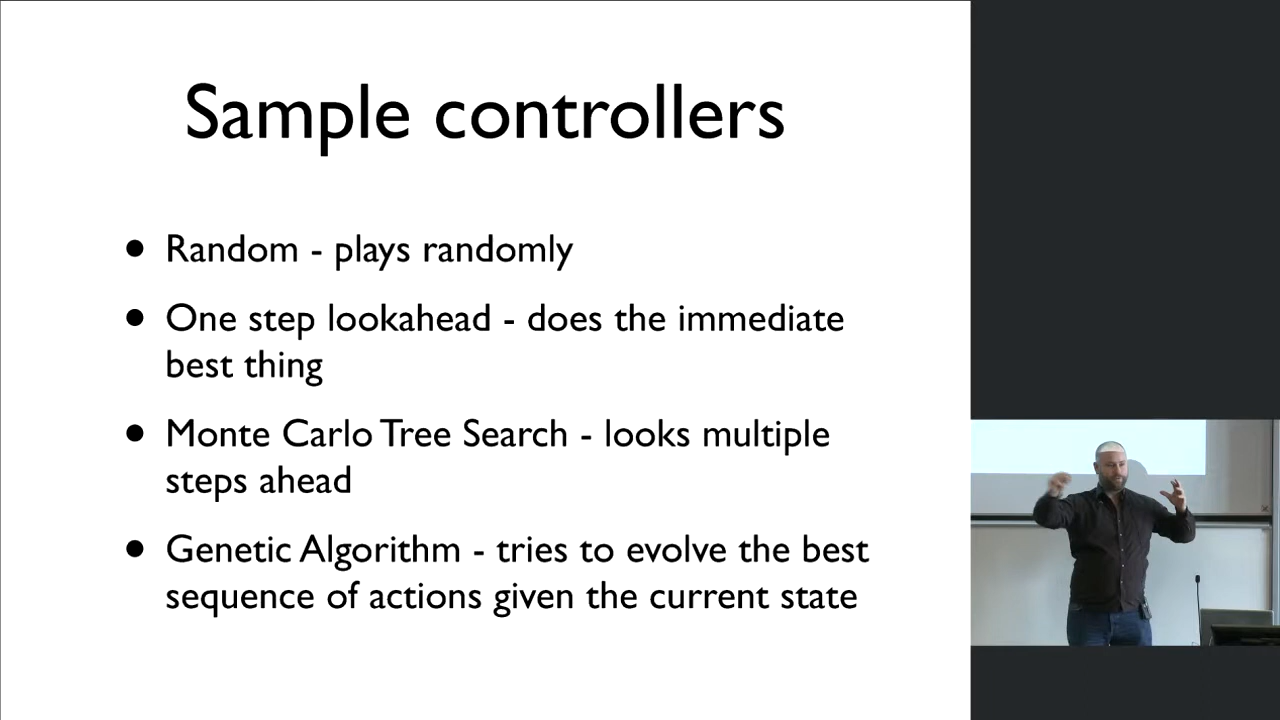 Sample controllers
• Random - plays randomly
• One step lookahead - does the immediate
best thing
• Monte Carlo Tree Search - looks multiple
steps ahead
• Genetic Algorithm - tries to evolve the best
sequence of actions given the current state